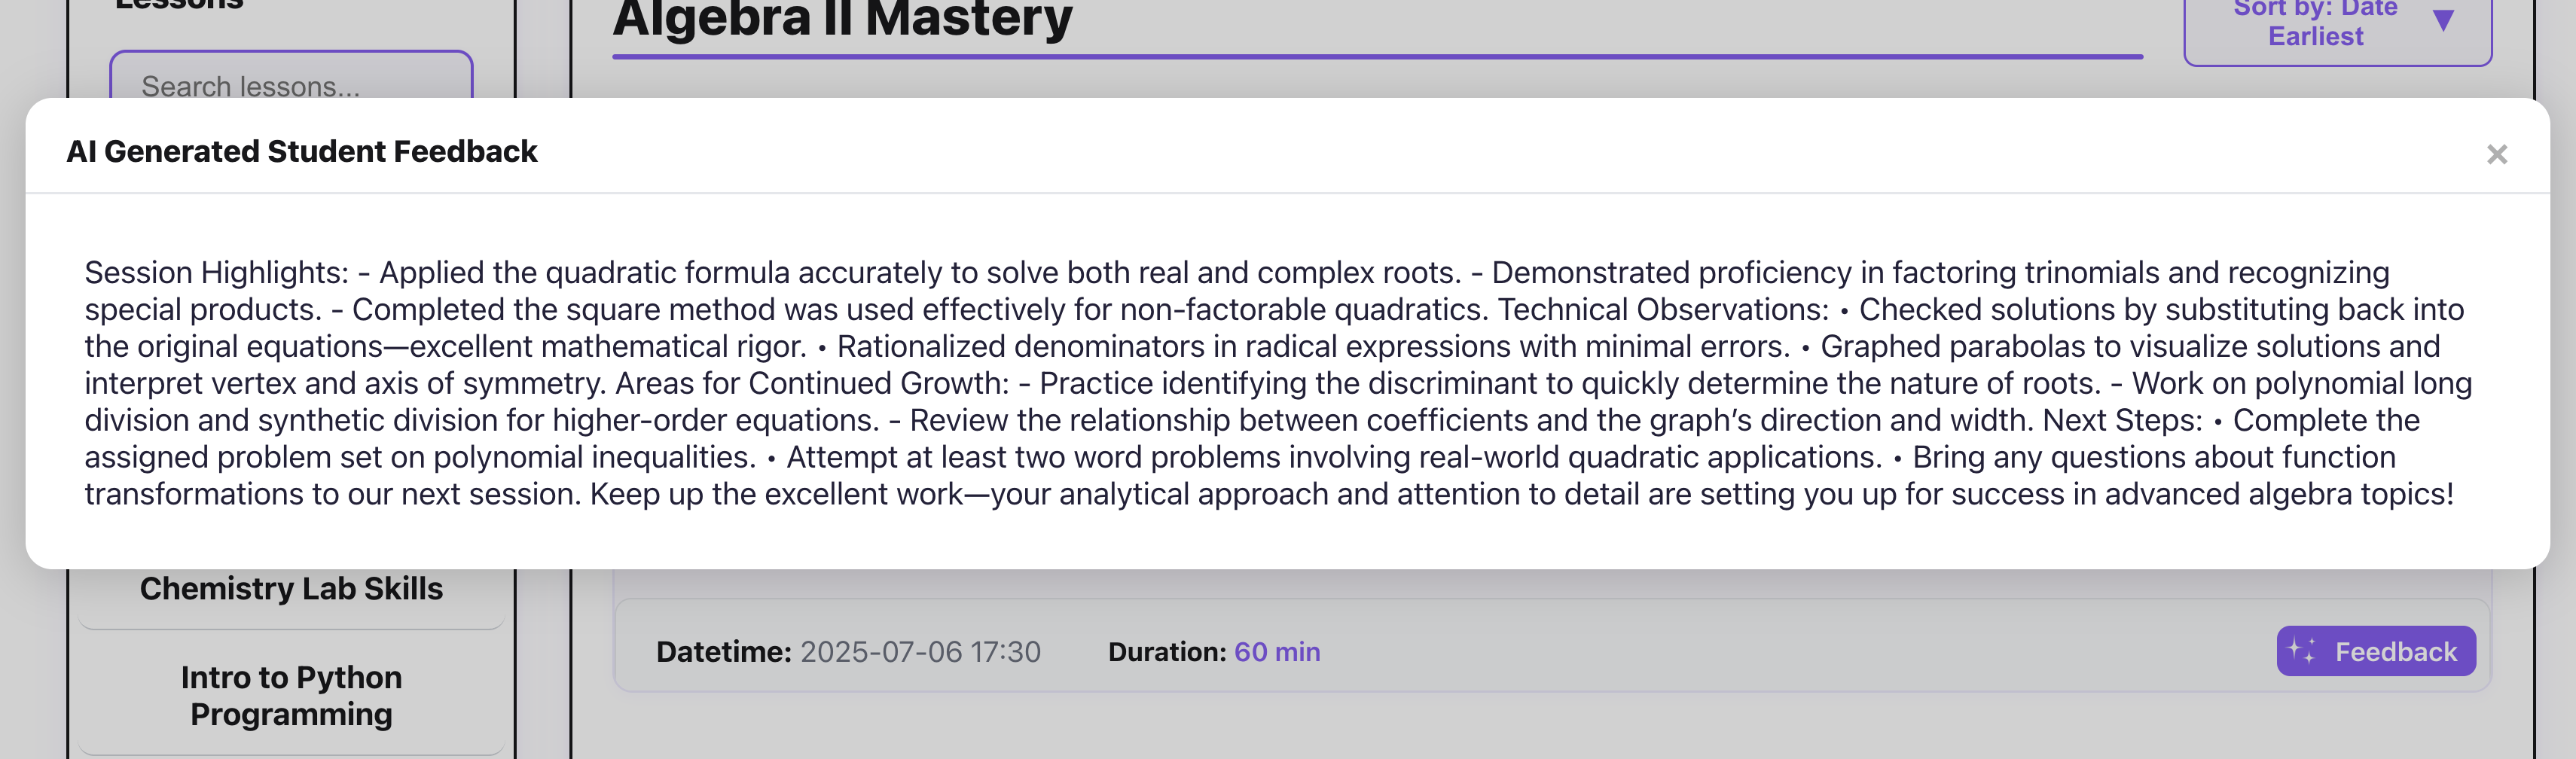 Lessons
Search lessons...
Algebra II Mastery
Sort by: Date
Earliest
▼
AI Generated Student Feedback
×
Session Highlights: - Applied the quadratic formula accurately to solve both real and complex roots. - Demonstrated proficiency in factoring trinomials and recognizing
special products. - Completed the square method was used effectively for non-factorable quadratics. Technical Observations: • Checked solutions by substituting back into
the original equations—excellent mathematical rigor. • Rationalized denominators in radical expressions with minimal errors. • Graphed parabolas to visualize solutions and
interpret vertex and axis of symmetry. Areas for Continued Growth: - Practice identifying the discriminant to quickly determine the nature of roots. - Work on polynomial long
division and synthetic division for higher-order equations. - Review the relationship between coefficients and the graph’s direction and width. Next Steps: • Complete the
assigned problem set on polynomial inequalities. • Attempt at least two word problems involving real-world quadratic applications. • Bring any questions about function
transformations to our next session. Keep up the excellent work—your analytical approach and attention to detail are setting you up for success in advanced algebra topics!
Chemistry Lab Skills
Intro to Python
Programming
Datetime: 2025-07-06 17:30 Duration: 60 min Feedback